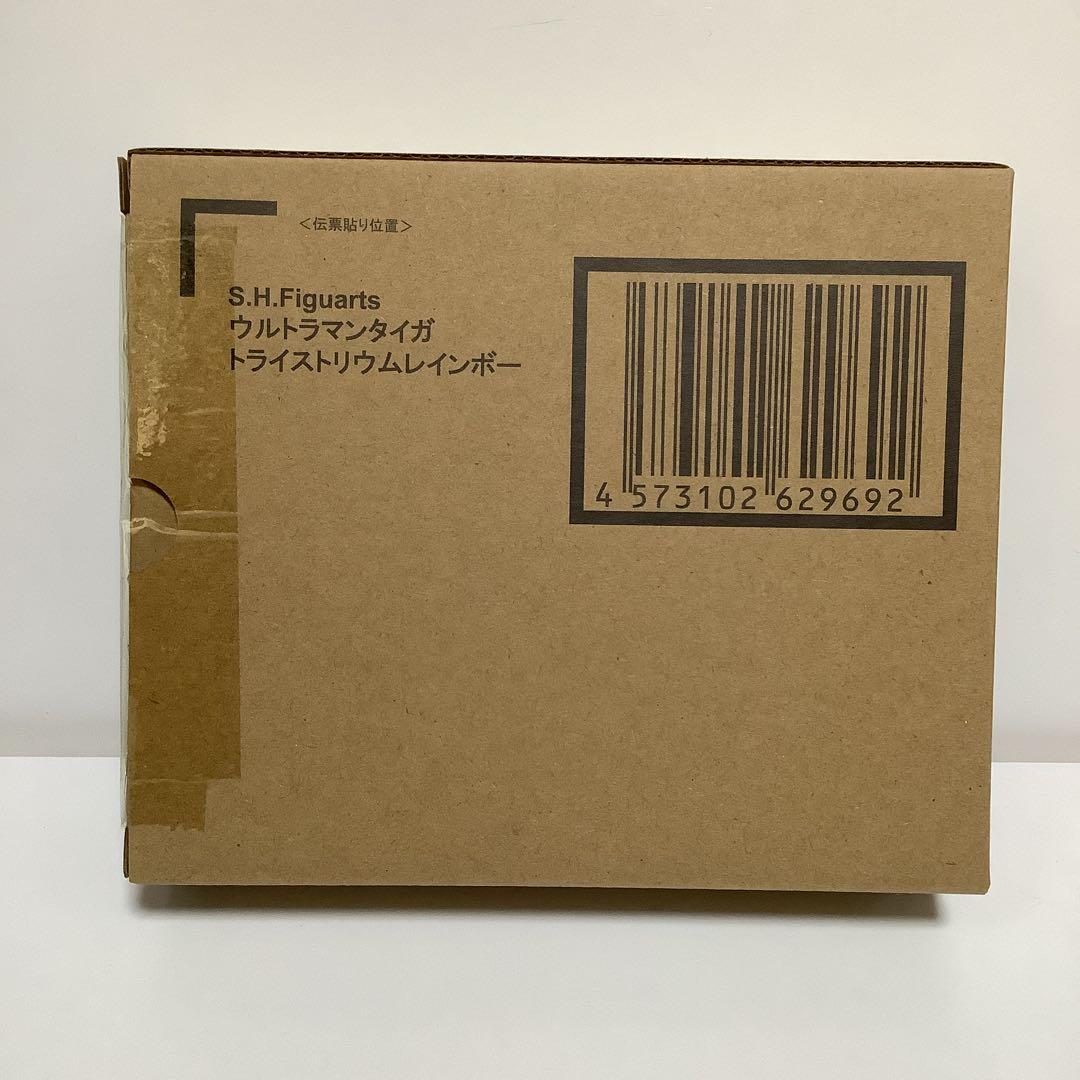 <伝票貼り位置>
S.H.Figuarts
ウルトラマンタイガ
トライストリウムレインボー
4 573102 629692